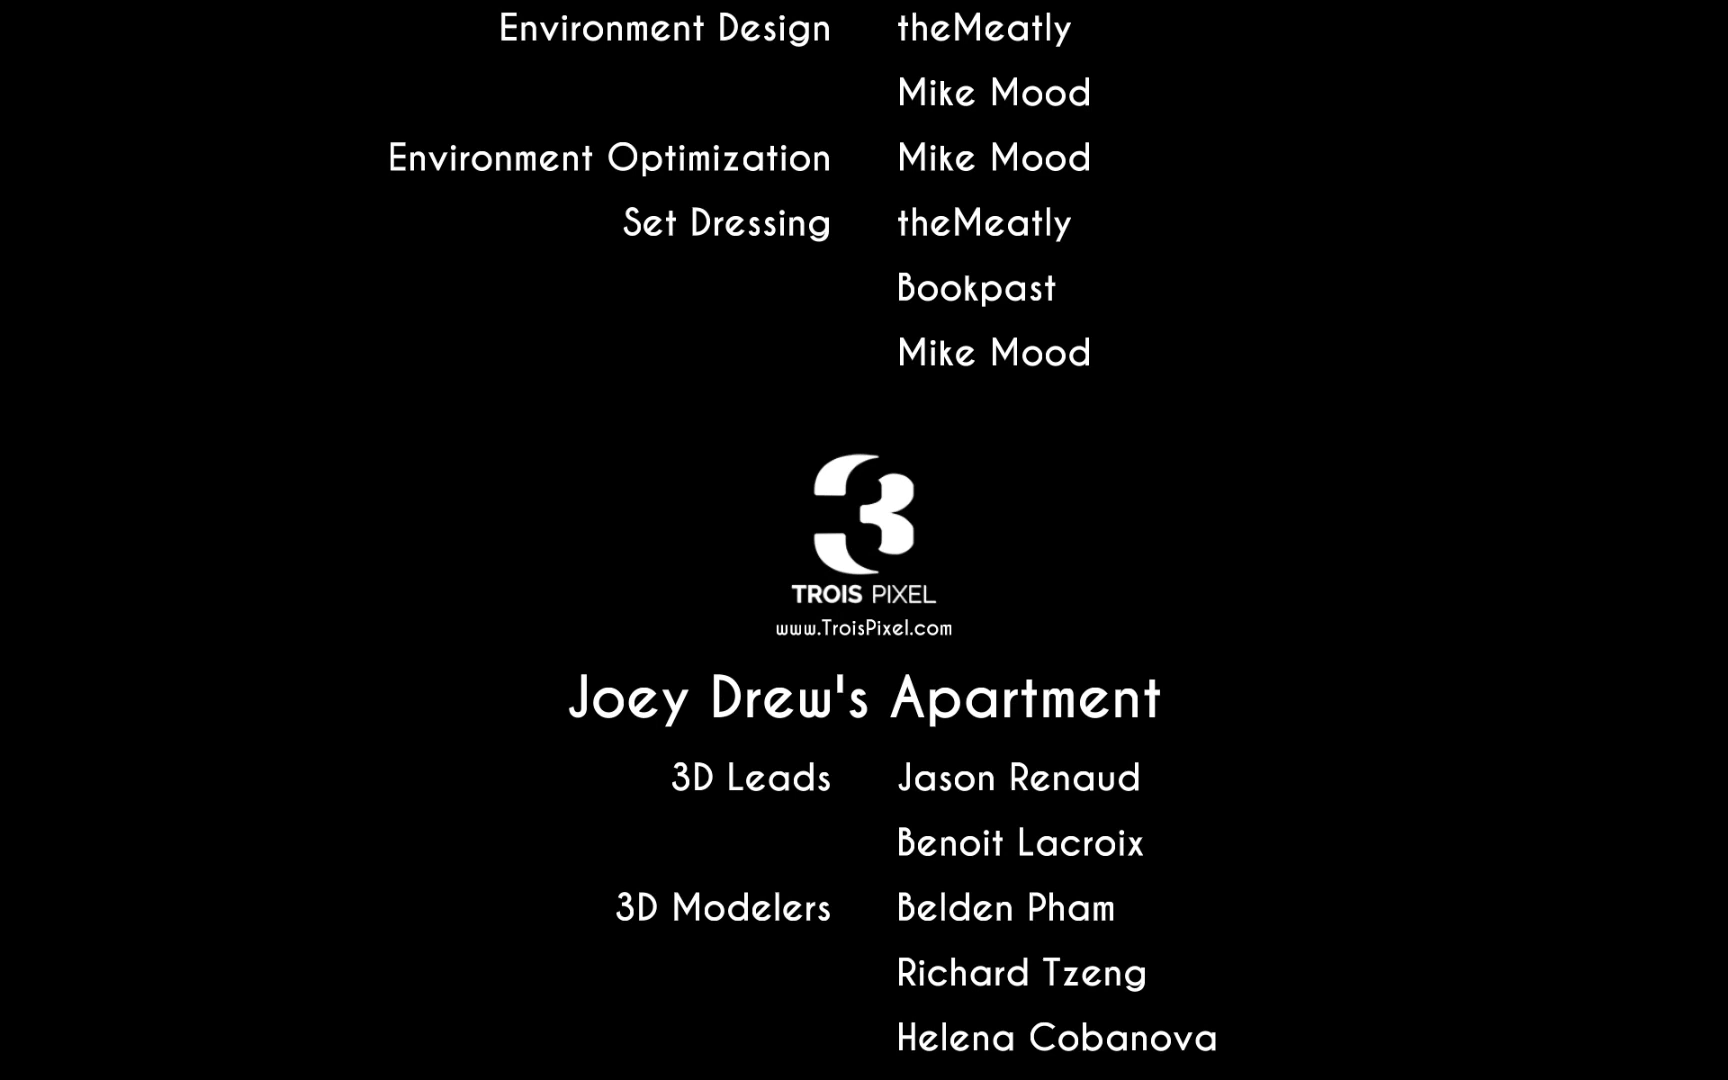 Environment Design theMeatly
Mike Mood
Environment Optimization Mike Mood
Set Dressing theMeatly
Bookpast
Mike Mood
3
TROIS PIXEL
www.TroisPixel.com
Joey Drew's Apartment
3D Leads Jason Renaud
Benoit Lacroix
3D Modelers Belden Pham
Richard Tzeng
Helena Cobanova